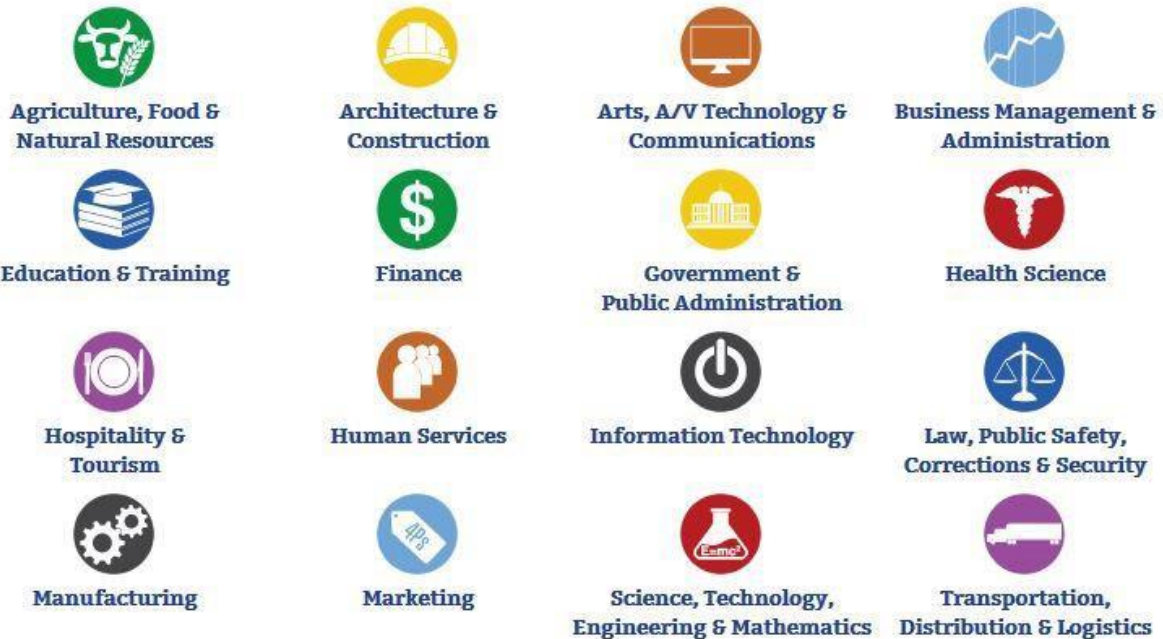 Agriculture, Food &
Natural Resources
Architecture &
Construction
Arts, A/V Technology &
Communications
Business Management &
Administration
$
Education & Training
Finance
Government &
Public Administration
Health Science
Hospitality &
Tourism
Human Services
Information Technology
Law, Public Safety,
Corrections & Security
4Ps
E=mc²
Manufacturing
Marketing
Science, Technology,
Engineering & Mathematics
Transportation,
Distribution & Logistics